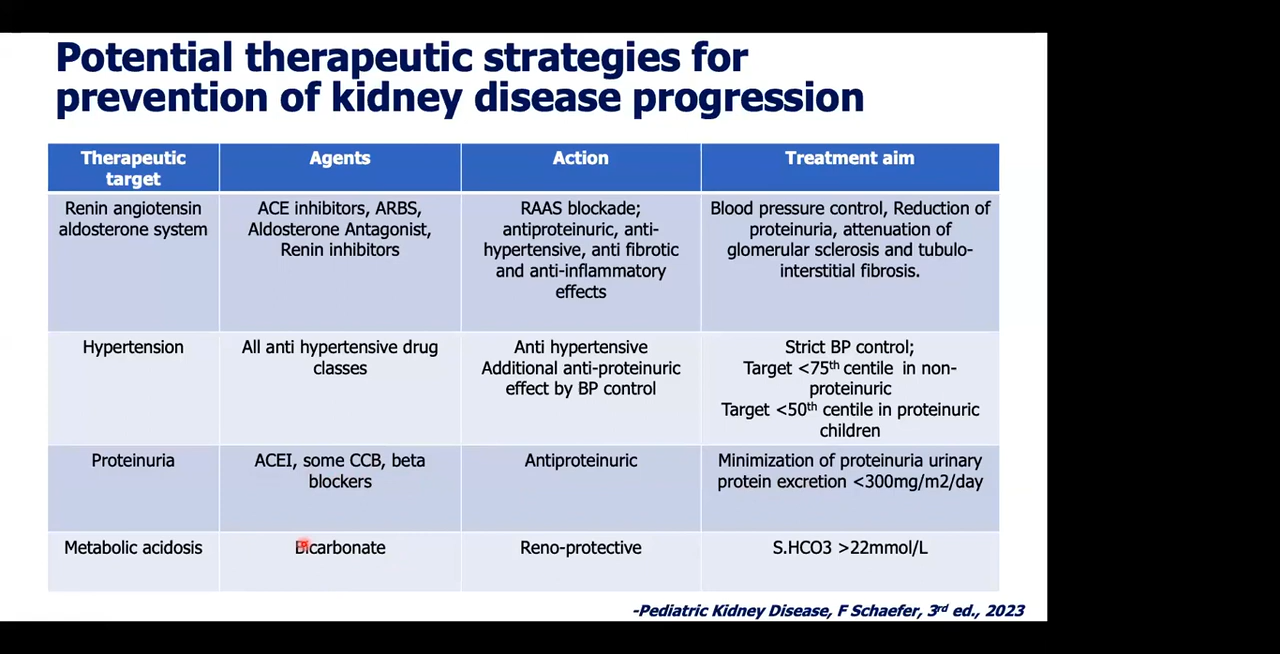 Potential therapeutic strategies for
prevention of kidney disease progression
Therapeutic
target
Agents
Action
Treatment aim
Renin angiotensin
aldosterone system
ACE inhibitors, ARBS,
Aldosterone Antagonist,
Renin inhibitors
RAAS blockade;
antiproteinuric, anti-
hypertensive, anti fibrotic
and anti-inflammatory
effects
Blood pressure control, Reduction of
proteinuria, attenuation of
glomerular sclerosis and tubulo-
interstitial fibrosis.
Hypertension
All anti hypertensive drug
classes
Anti hypertensive
Additional anti-proteinuric
effect by BP control
Strict BP control;
Target <75th centile in non-
proteinuric
Target <50th centile in proteinuric
children
Proteinuria
ACEI, some CCB, beta
blockers
Antiproteinuric
Minimization of proteinuria urinary
protein excretion <300mg/m2/day
Metabolic acidosis
Bicarbonate
Reno-protective
S.HCO3 >22mmol/L
-Pediatric Kidney Disease, F Schaefer, 3rd ed., 2023